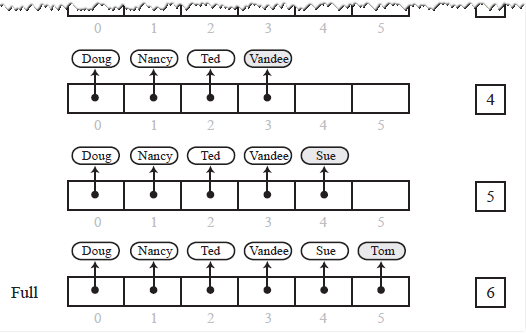 0 1 2 3 4 5
Doug Nancy Ted Vandee
4
0 1 2 3 4 5
Doug Nancy Ted Vandee Sue
5
0 1 2 3 4 5
Doug Nancy Ted Vandee Sue Tom
Full 6
0 1 2 3 4 5